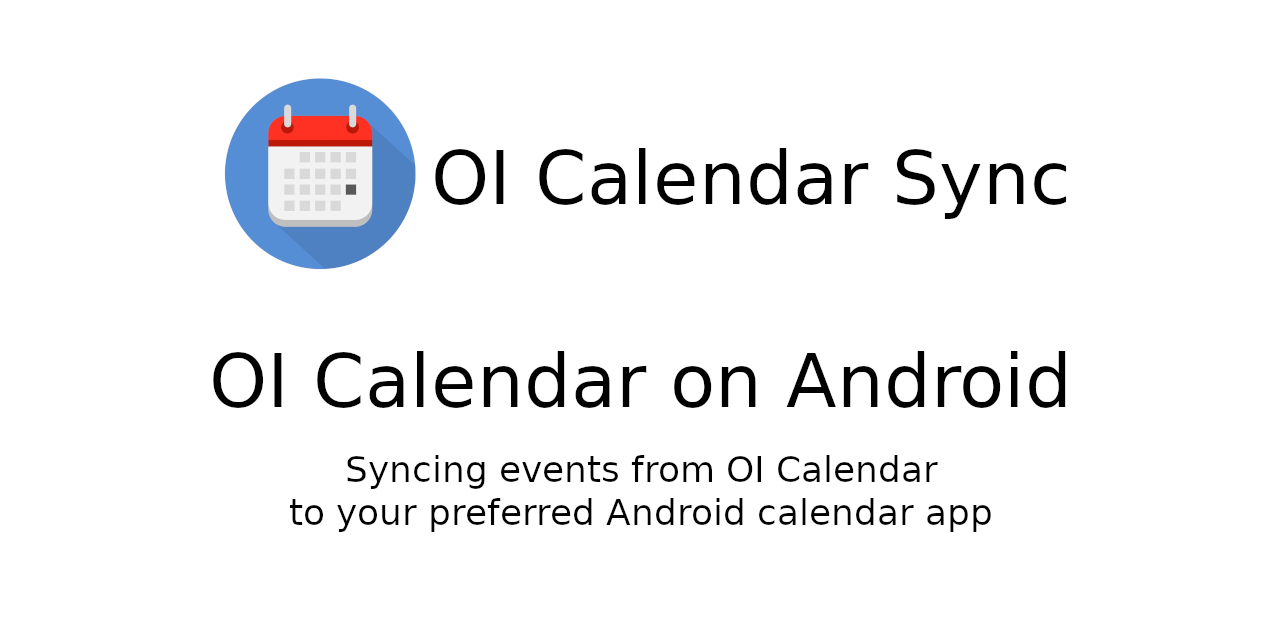 OI Calendar Sync
OI Calendar on Android
Syncing events from OI Calendar
to your preferred Android calendar app